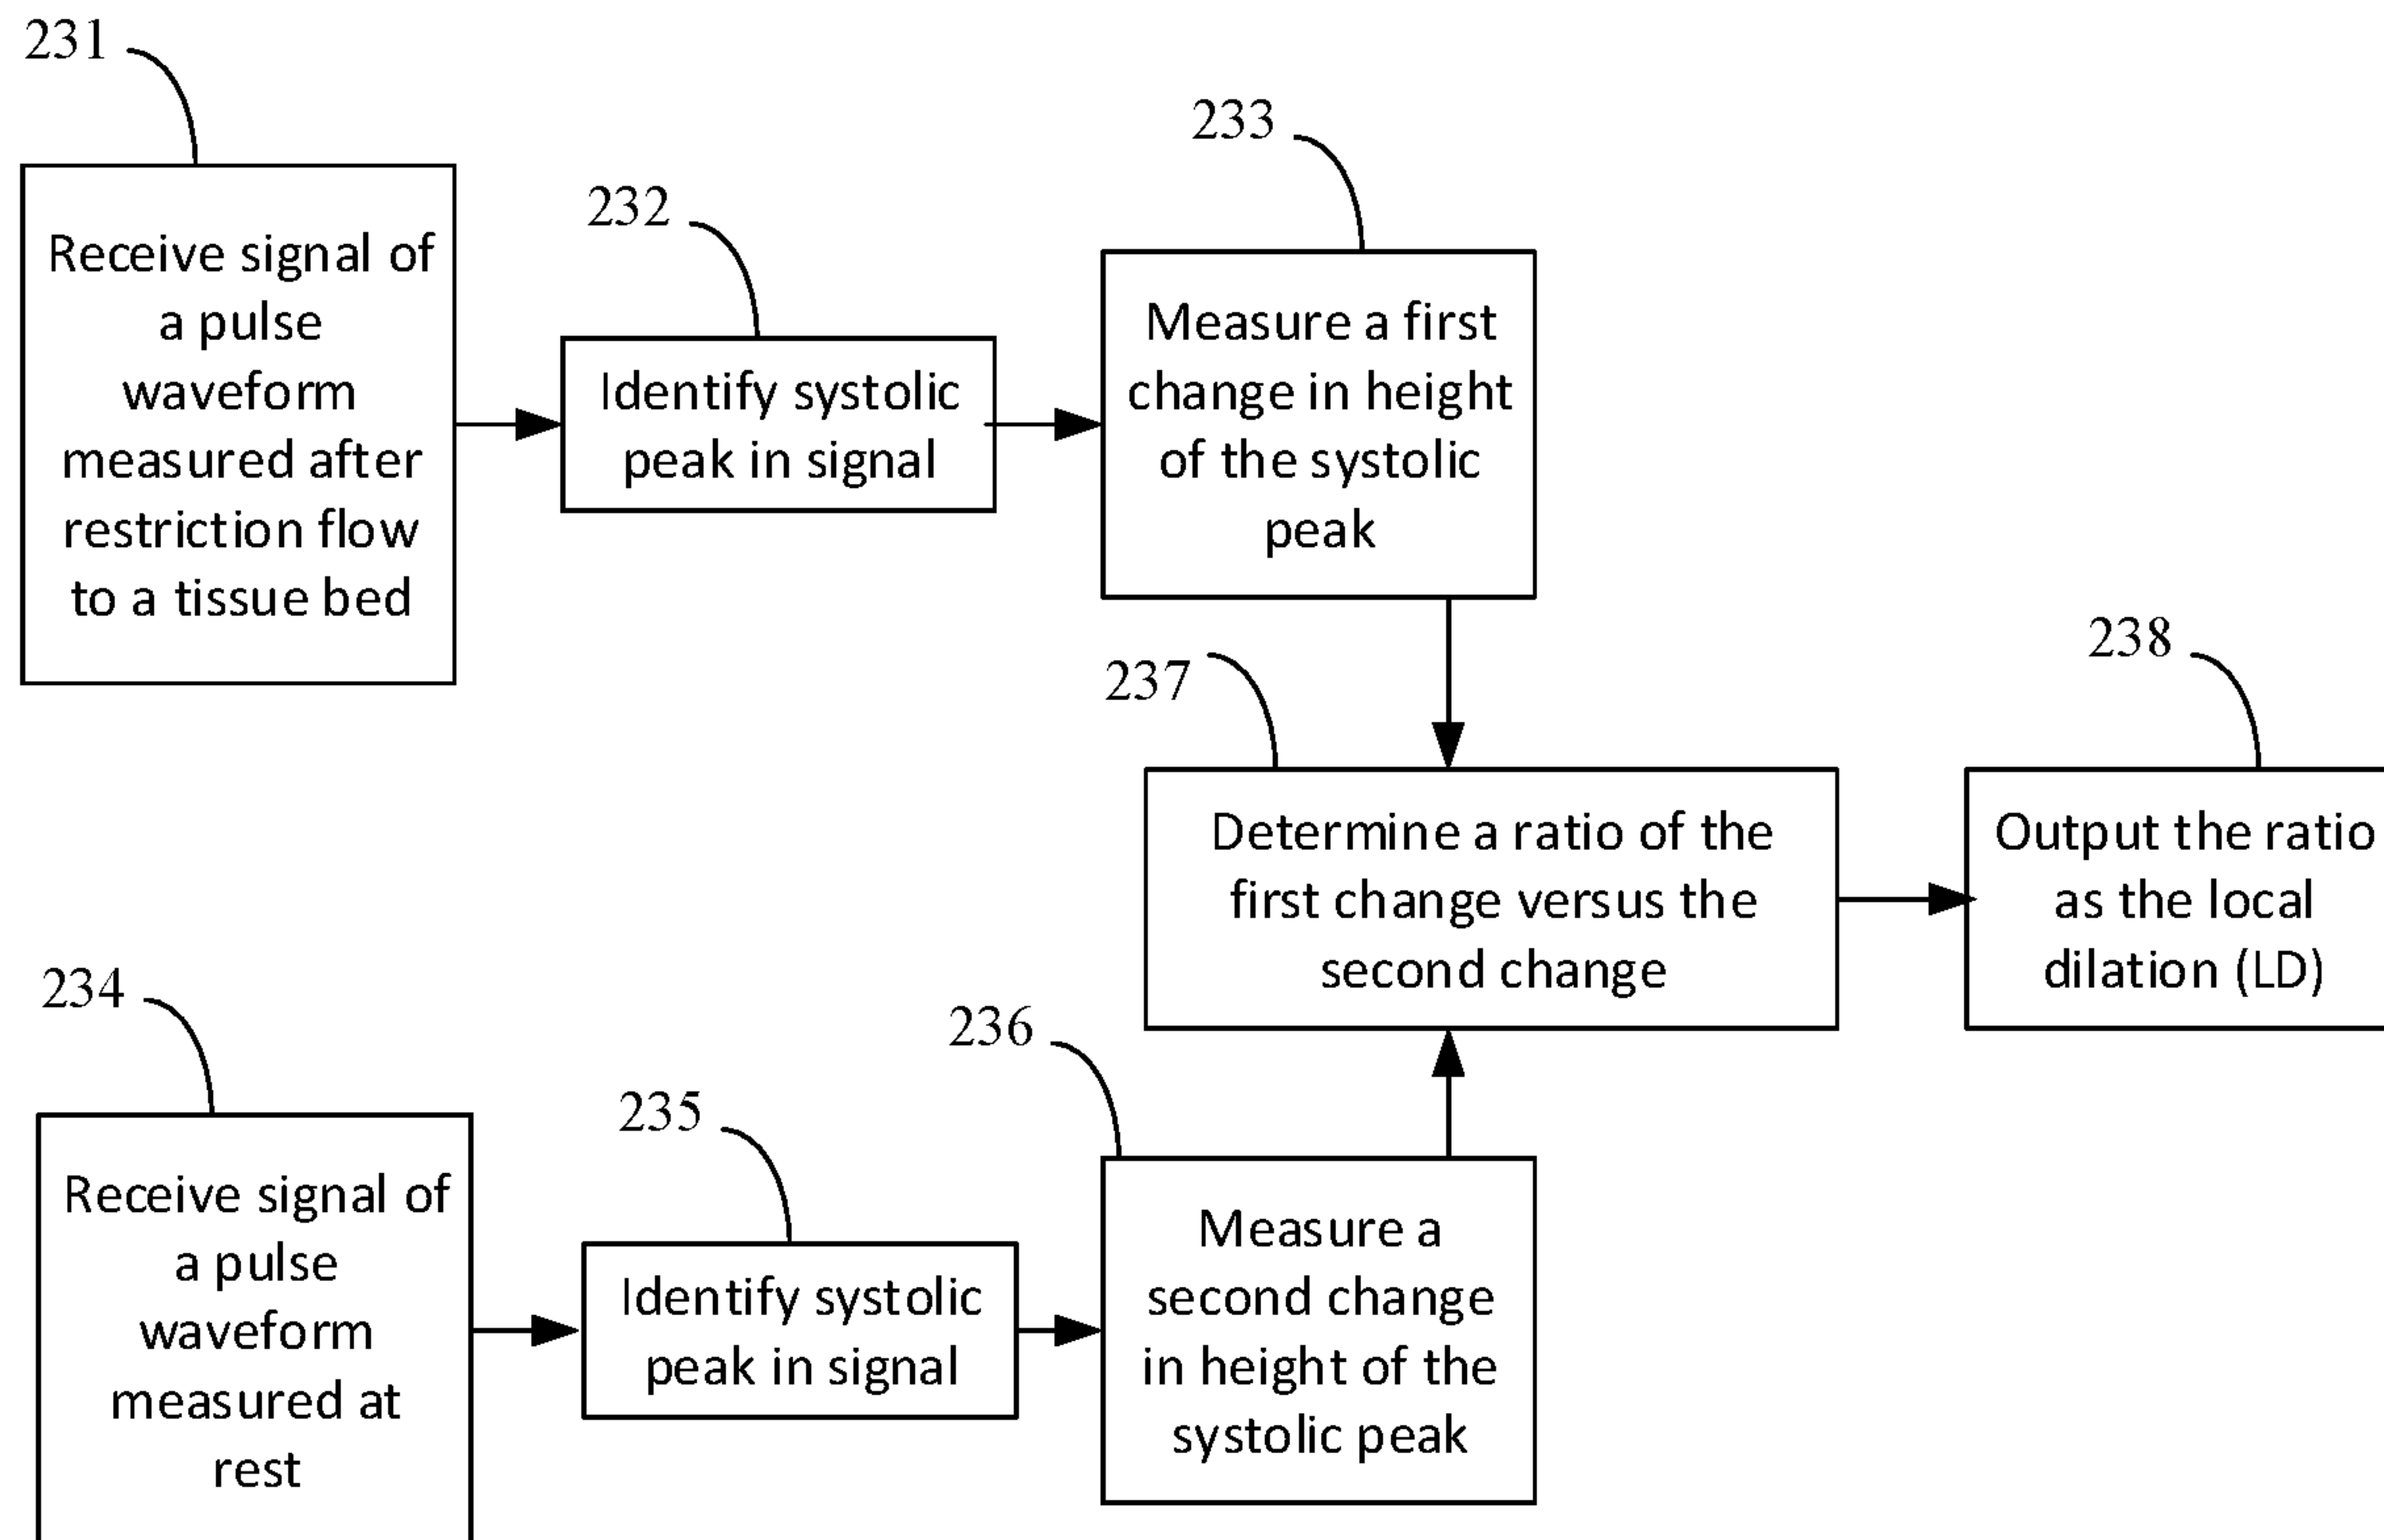 231
Receive signal of
a pulse
waveform
measured after
restriction flow
to a tissue bed
232
Identify systolic
peak in signal
233
Measure a first
change in height
of the systolic
peak
234
Receive signal of
a pulse
waveform
measured at
rest
235
Identify systolic
peak in signal
236
Measure a
second change
in height of the
systolic peak
237
Determine a ratio of the
first change versus the
second change
238
Output the ratio
as the local
dilation (LD)